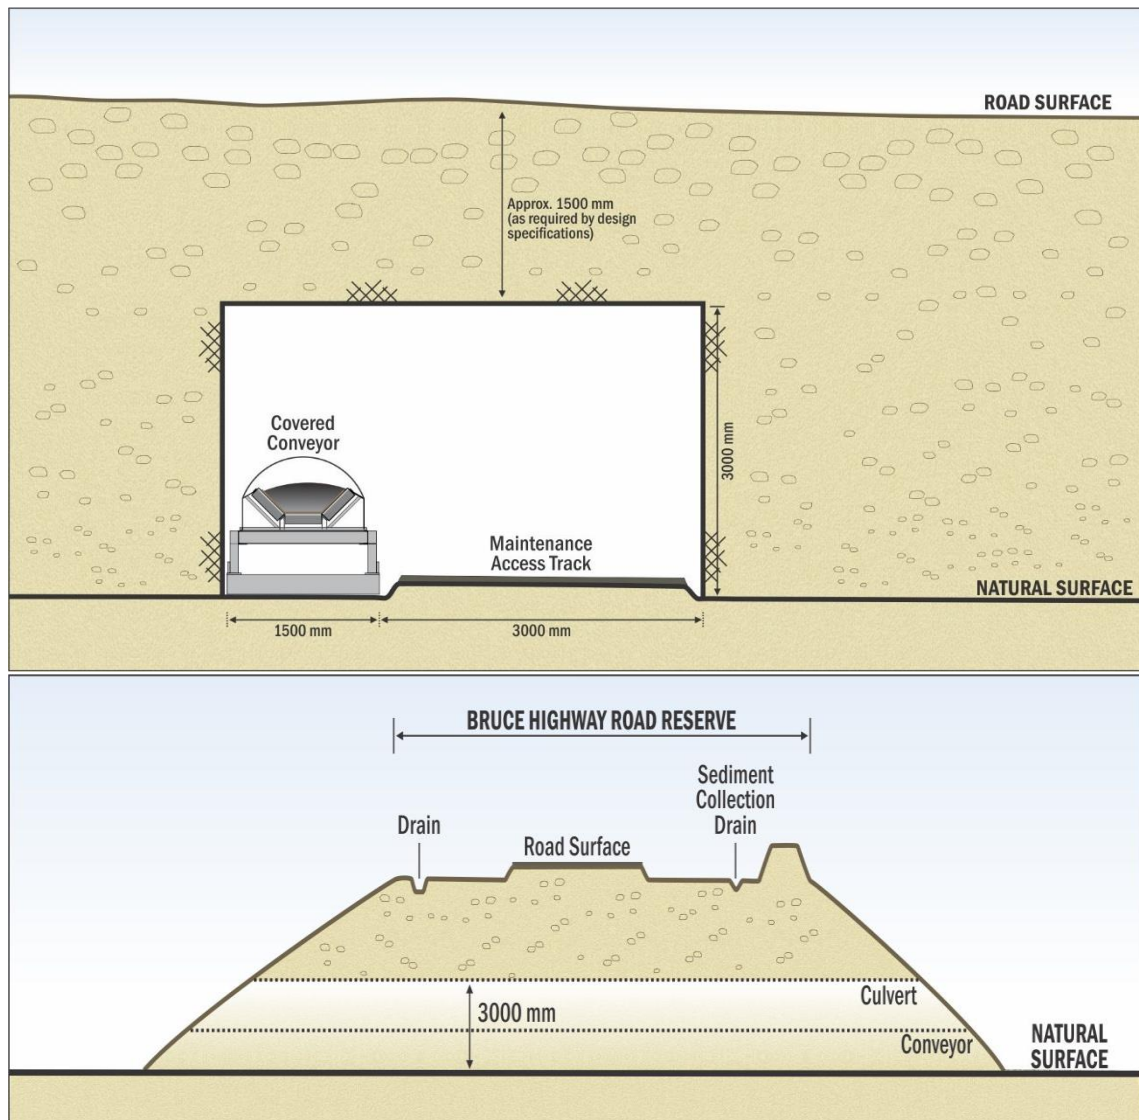 ROAD SURFACE
Approx. 1500 mm
(as required by design
specifications)
Covered
Conveyor
3000 mm
Maintenance
Access Track
NATURAL SURFACE
1500 mm
3000 mm
BRUCE HIGHWAY ROAD RESERVE
Sediment
Collection
Drain
Drain
Road Surface
Culvert
3000 mm
Conveyor
NATURAL
SURFACE